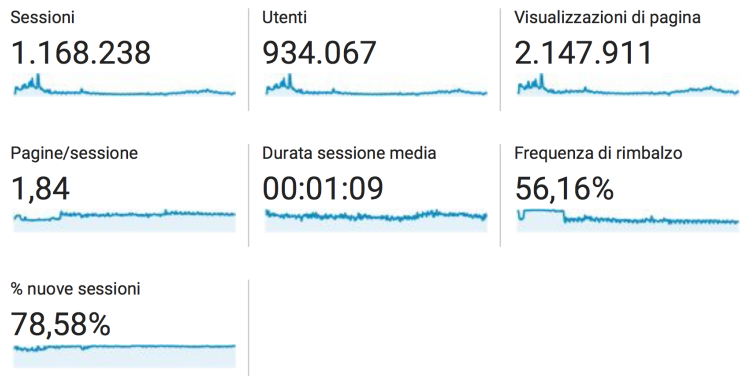 Sessioni
1.168.238
Utenti
934.067
Visualizzazioni di pagina
2.147.911
Pagine/sessione
1,84
Durata sessione media
00:01:09
Frequenza di rimbalzo
56,16%
% nuove sessioni
78,58%